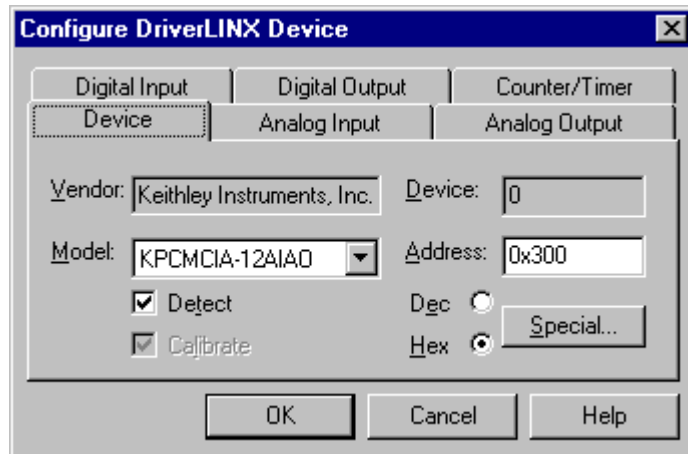 Configure DriverLINX Device
Digital Input Digital Output Counter/Timer
Device Analog Input Analog Output
Vendor: Keithley Instruments, Inc. Device: 0
Model: KPCMCIA-12AIAO Address: 0x300
Detect Dec
Calibrate Hex Special...
OK Cancel Help